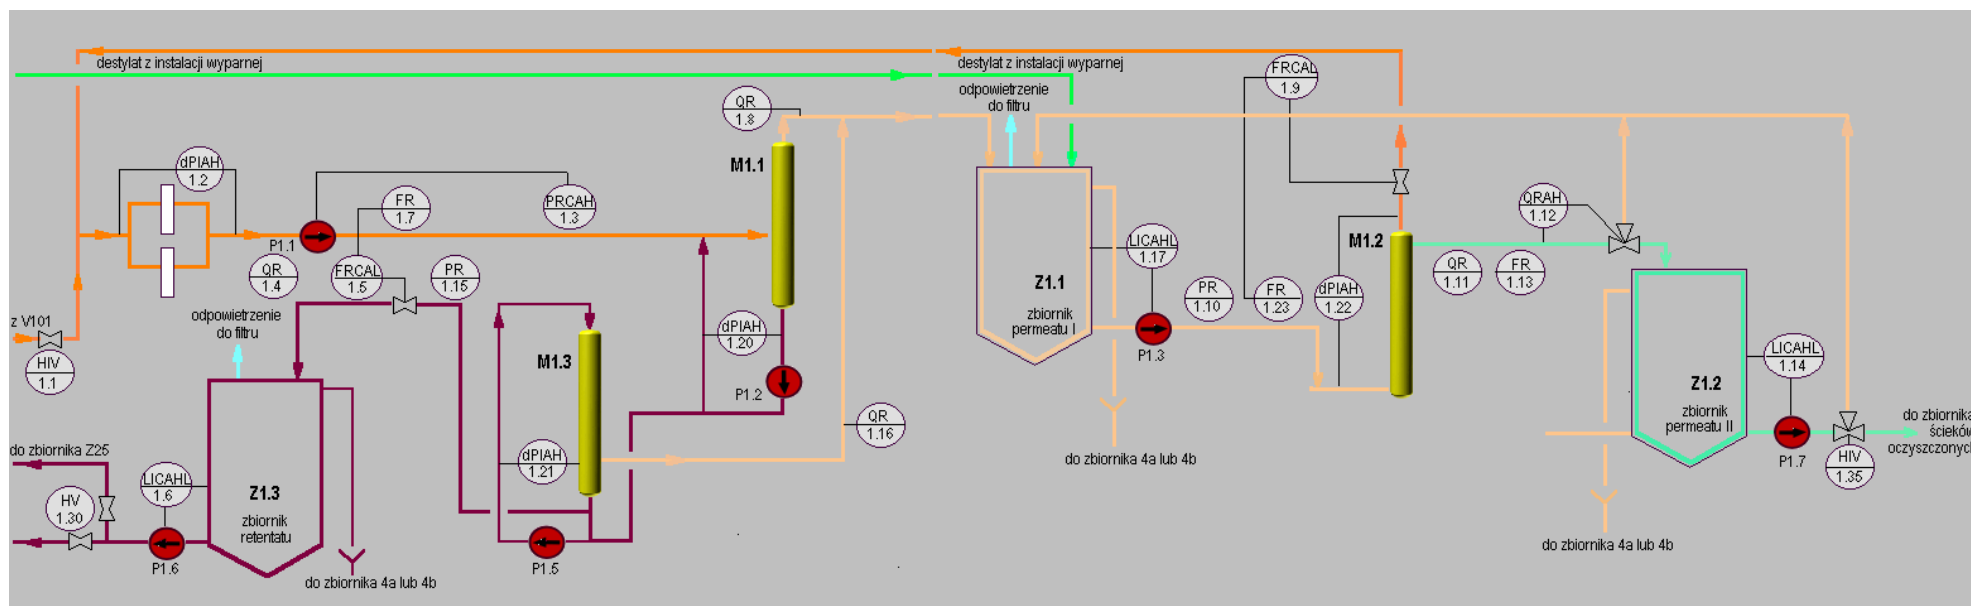 destylat z instalacji wyparnej
destylat z instalacji wyparnej
FRCAL
1.9
odpowietrzenie
do filtru
QR
1.8
M1.1
dPIAH
1.2
FR
1.7
PRCAH
1.3
P1.1
QR
1.4
FRCAL
1.5
PR
1.15
QRAH
1.12
M1.2
LICAHL
1.17
Z1.1
zbiornik
permeatu I
PR
1.10
FR
1.23
dPIAH
1.22
QR
1.11
FR
1.13
z V101
HIV
1.1
odpowietrzenie
do filtru
dPIAH
1.20
M1.3
P1.2
P1.3
QR
1.16
LICAHL
1.14
Z1.2
zbiornik
permeatu II
do zbiornika
ścieków
oczyszczonych
P1.7
HIV
1.35
do zbiornika Z25
LICAHL
1.6
HV
1.30
Z1.3
zbiornik
retentatu
dPIAH
1.21
do zbiornika 4a lub 4b
do zbiornika 4a lub 4b
P1.6
P1.5
do zbiornika 4a lub 4b